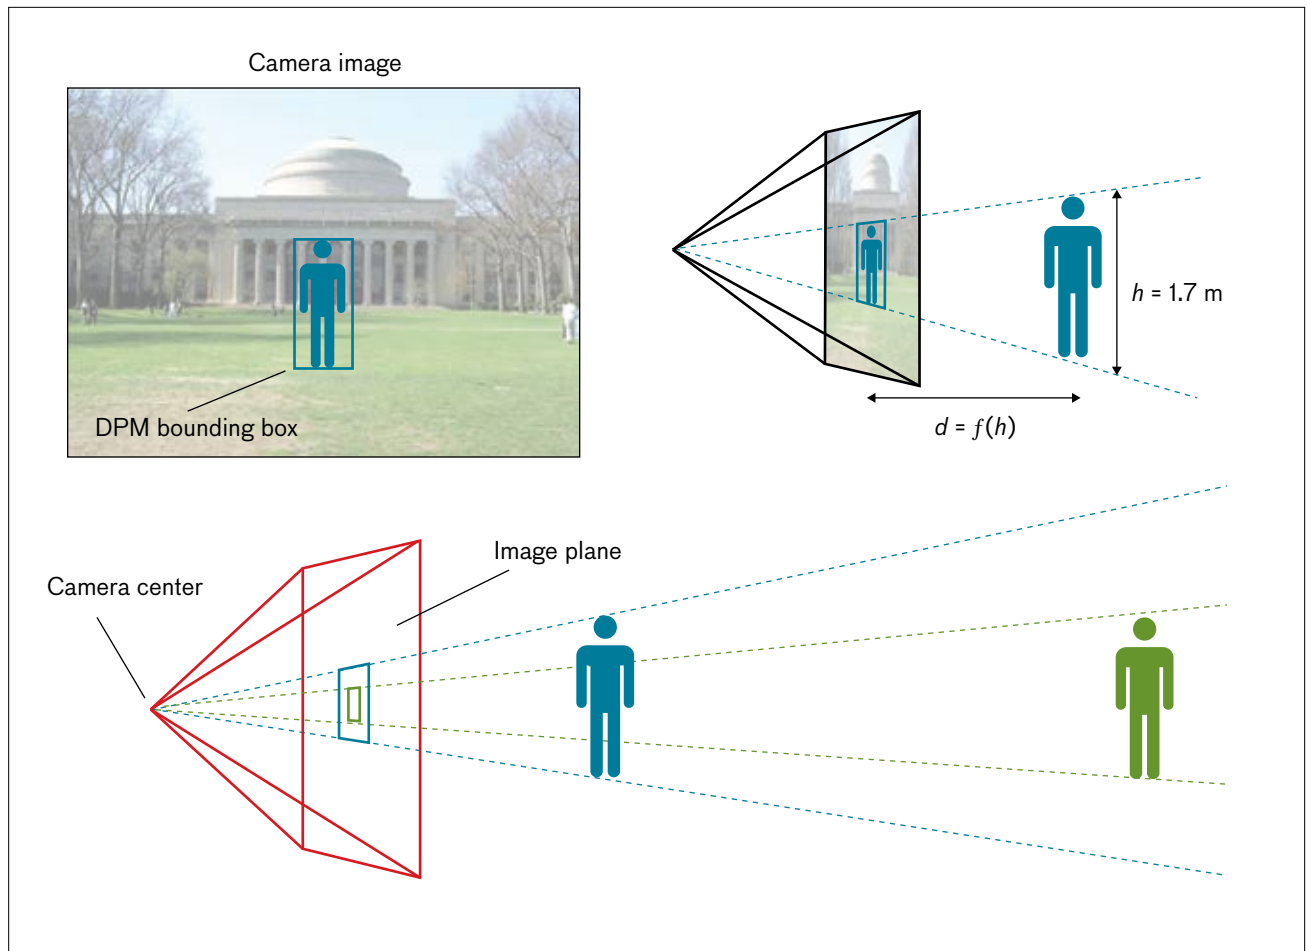 Camera image
DPM bounding box
h = 1.7 m
d = f(h)
Image plane
Camera center